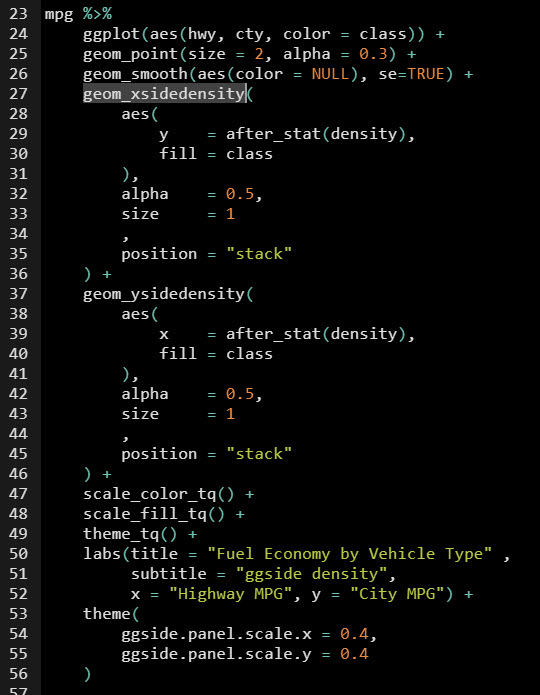 23 mpg %>%
24     ggplot(aes(hwy, cty, color = class)) +
25     geom_point(size = 2, alpha = 0.3) +
26     geom_smooth(aes(color = NULL), se=TRUE) +
27     geom_xsidedensity(
28         aes(
29             y    = after_stat(density),
30             fill = class
31         ),
32         alpha    = 0.5,
33         size     = 1
34         ,
35         position = "stack"
36     ) +
37     geom_ysidedensity(
38         aes(
39             x    = after_stat(density),
40             fill = class
41         ),
42         alpha    = 0.5,
43         size     = 1
44         ,
45         position = "stack"
46     ) +
47     scale_color_tq() +
48     scale_fill_tq() +
49     theme_tq() +
50     labs(title = "Fuel Economy by Vehicle Type" ,
51          subtitle = "ggside density",
52          x = "Highway MPG", y = "City MPG") +
53     theme(
54         ggside.panel.scale.x = 0.4,
55         ggside.panel.scale.y = 0.4
56     )
57